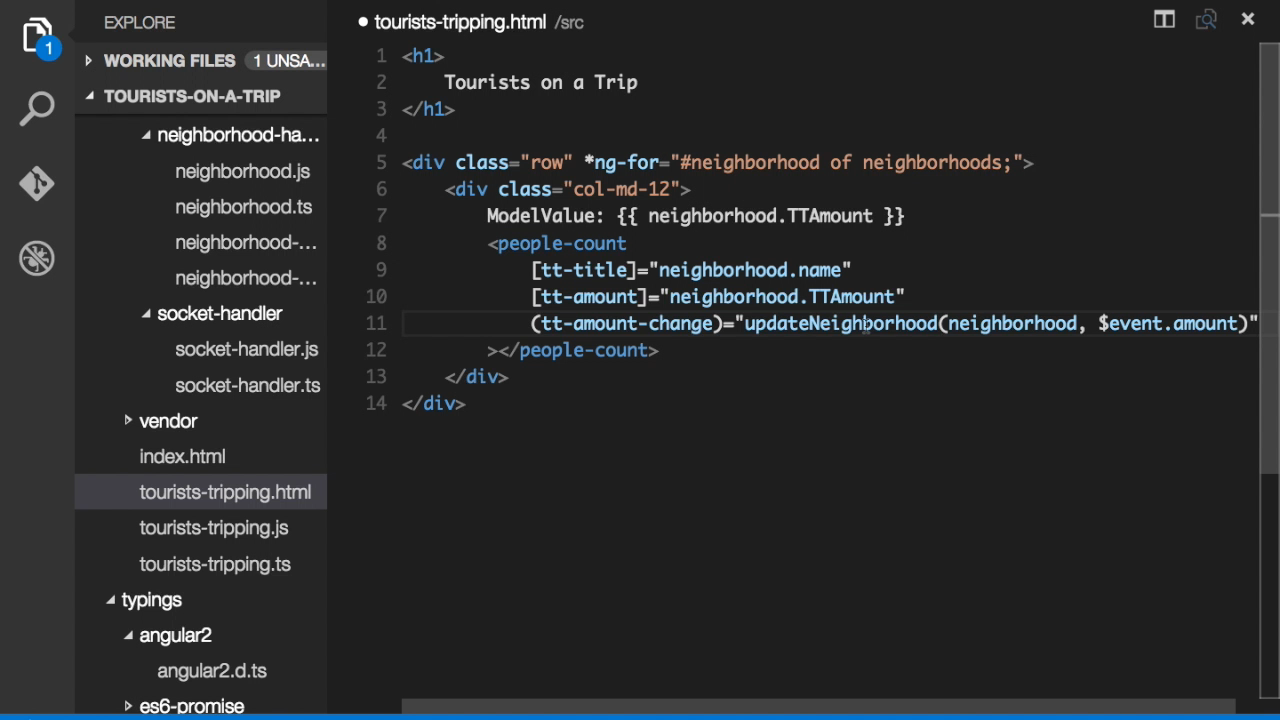 1
EXPLORE
WORKING FILES 1 UNSA...
TOURISTS-ON-A-TRIP
neighborhood-ha...
neighborhood.js
neighborhood.ts
neighborhood-...
neighborhood-...
socket-handler
socket-handler.js
socket-handler.ts
vendor
index.html
tourists-tripping.html
tourists-tripping.js
tourists-tripping.ts
typings
angular2
angular2.d.ts
es6-promise
tourists-tripping.html /src
1 <h1>
2 Tourists on a Trip
3 </h1>
4
5 <div class="row" *ng-for="#neighborhood of neighborhoods;">
6 <div class="col-md-12">
7 ModelValue: {{ neighborhood.TTAmount }}
8 <people-count
9 [tt-title]="neighborhood.name"
10 [tt-amount]="neighborhood.TTAmount"
11 (tt-amount-change)="updateNeighborhood(neighborhood, $event.amount)"
12 ></people-count>
13 </div>
14 </div>